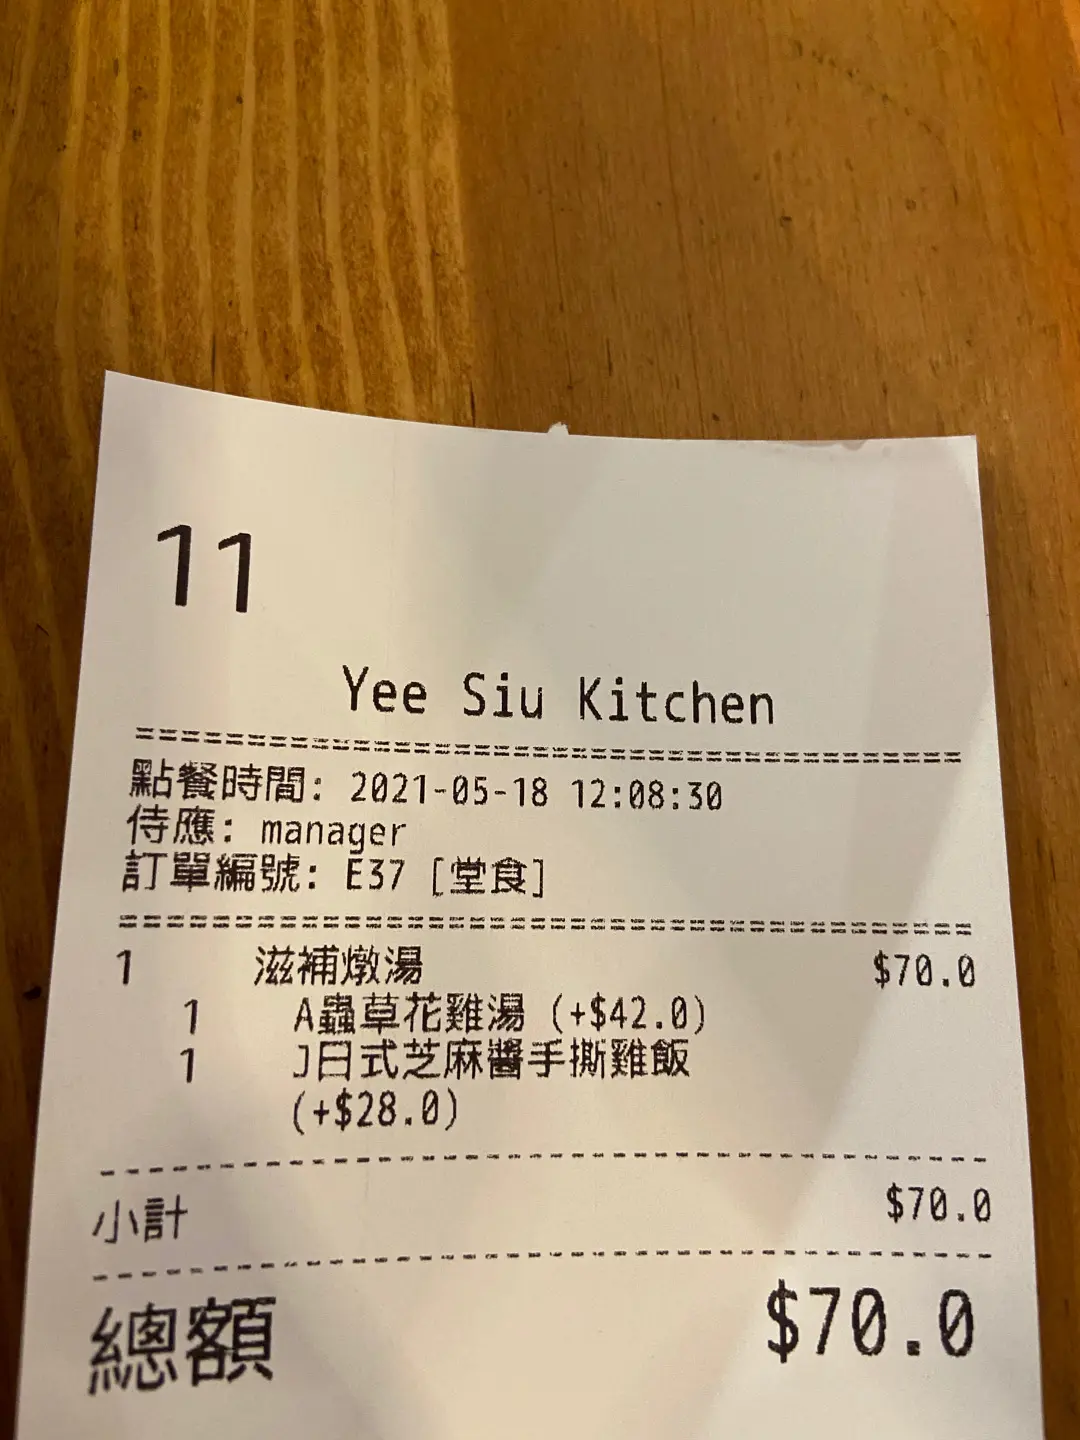 11
Yee Siu Kitchen
點餐時間: 2021-05-18 12:08:30
侍應: manager
訂單編號: E37 [堂食]
1 滋補燉湯 $70.0
1 A蟲草花雞湯 (+$42.0)
1 J日式芝麻醬手撕雞飯
(+$28.0)
小計 $70.0
總額 $70.0